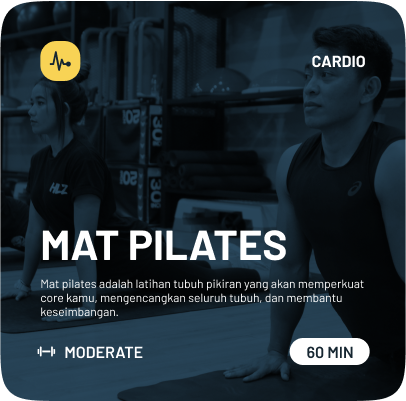 CARDIO
HLZ
MAT PILATES
Mat pilates adalah latihan tubuh pikiran yang akan memperkuat
core kamu, mengencangkan seluruh tubuh, dan membantu
keseimbangan.
MODERATE
60 MIN